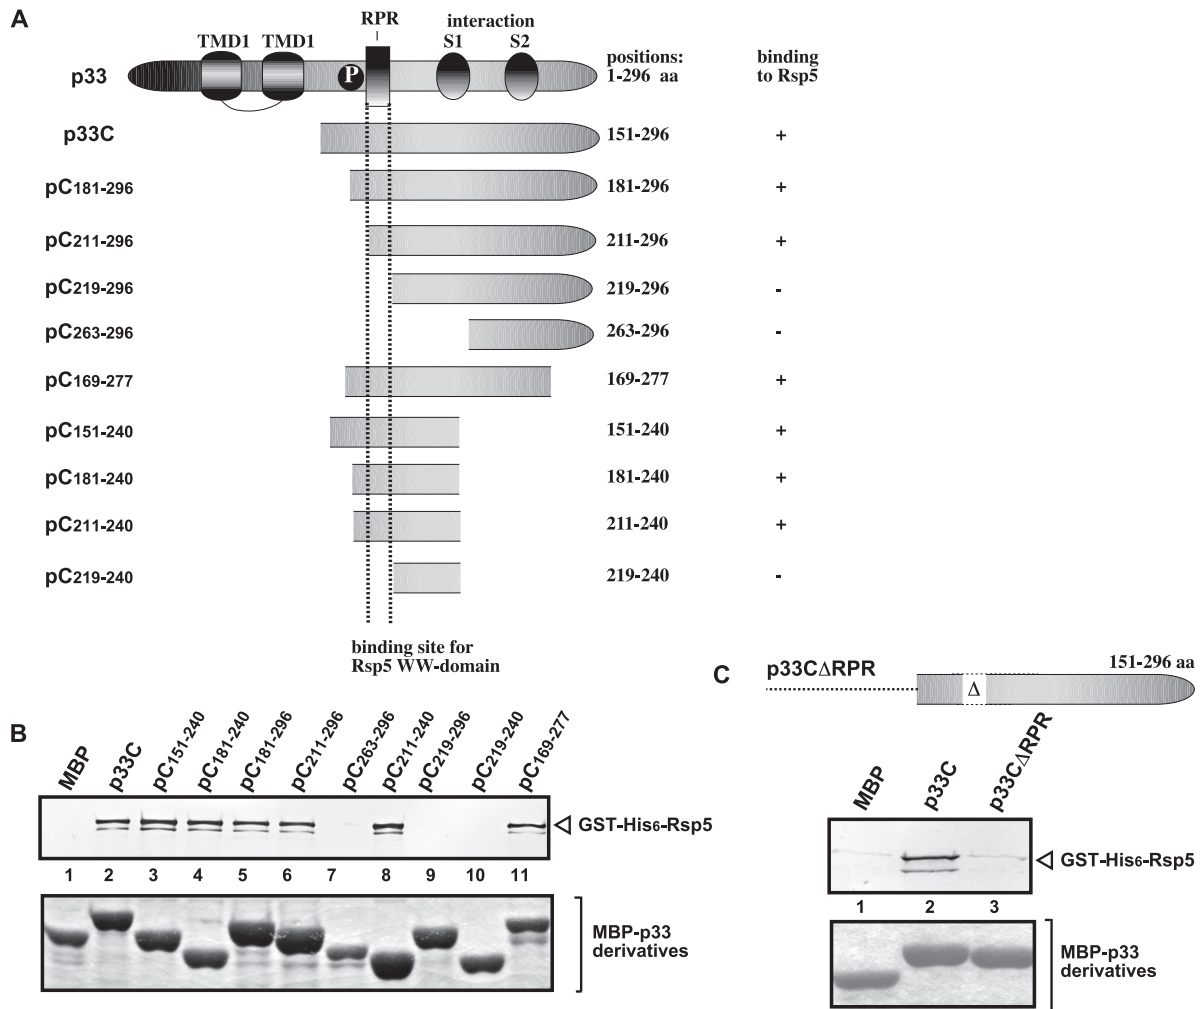 A
RPR
interaction
TMD1 TMD1 S1 S2
p33 P positions: 1-296 aa binding to Rsp5
p33C 151-296 +
pC181-296 181-296 +
pC211-296 211-296 +
pC219-296 219-296 -
pC263-296 263-296 -
pC169-277 169-277 +
pC151-240 151-240 +
pC181-240 181-240 +
pC211-240 211-240 +
pC219-240 219-240 -
binding site for
Rsp5 WW-domain
B
MBP p33C pC151-240 pC181-240 pC181-296 pC211-296 pC263-296 pC211-240 pC219-296 pC219-240 pC169-277
GST-His6-Rsp5
1 2 3 4 5 6 7 8 9 10 11
MBP-p33
derivatives
C
p33CΔRPR 151-296 aa
Δ
MBP p33C p33CΔRPR
GST-His6-Rsp5
1 2 3
MBP-p33
derivatives